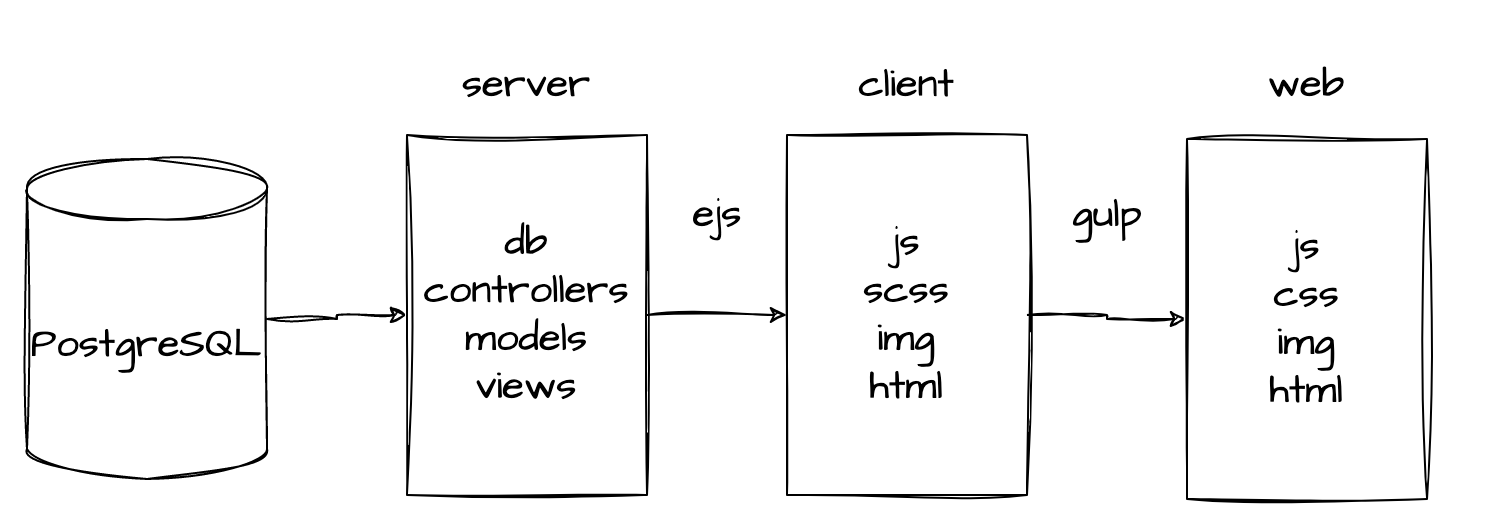 server
client
web
PostgreSQL
db
controllers
models
views
ejs
js
scss
img
html
gulp
js
css
img
html